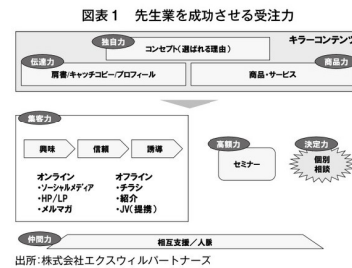 図表1 先生業を成功させる受注力
独自力
キラーコンテンツ
コンセプト(選ばれる理由)
伝達力
商品力
肩書/キャッチコピー/プロフィール
商品・サービス
集客力
興味
信頼
誘導
オンライン
・ソーシャルメディア
・HP/LP
・メルマガ
オフライン
・チラシ
・紹介
・JV(提携)
高額力
セミナー
決定力
個別
相談
仲間力
相互支援/人脈
出所:株式会社エクスウィルパートナーズ